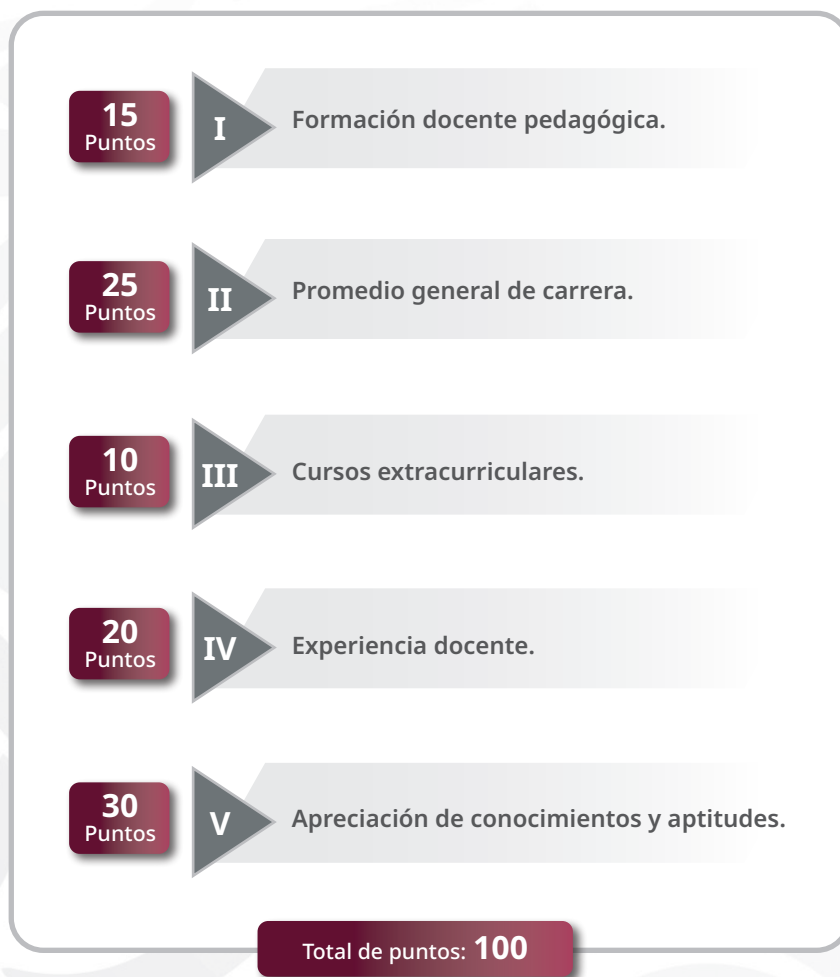 15
Puntos
I
Formación docente pedagógica.
25
Puntos
II
Promedio general de carrera.
10
Puntos
III
Cursos extracurriculares.
20
Puntos
IV
Experiencia docente.
30
Puntos
V
Apreciación de conocimientos y aptitudes.
Total de puntos: 100